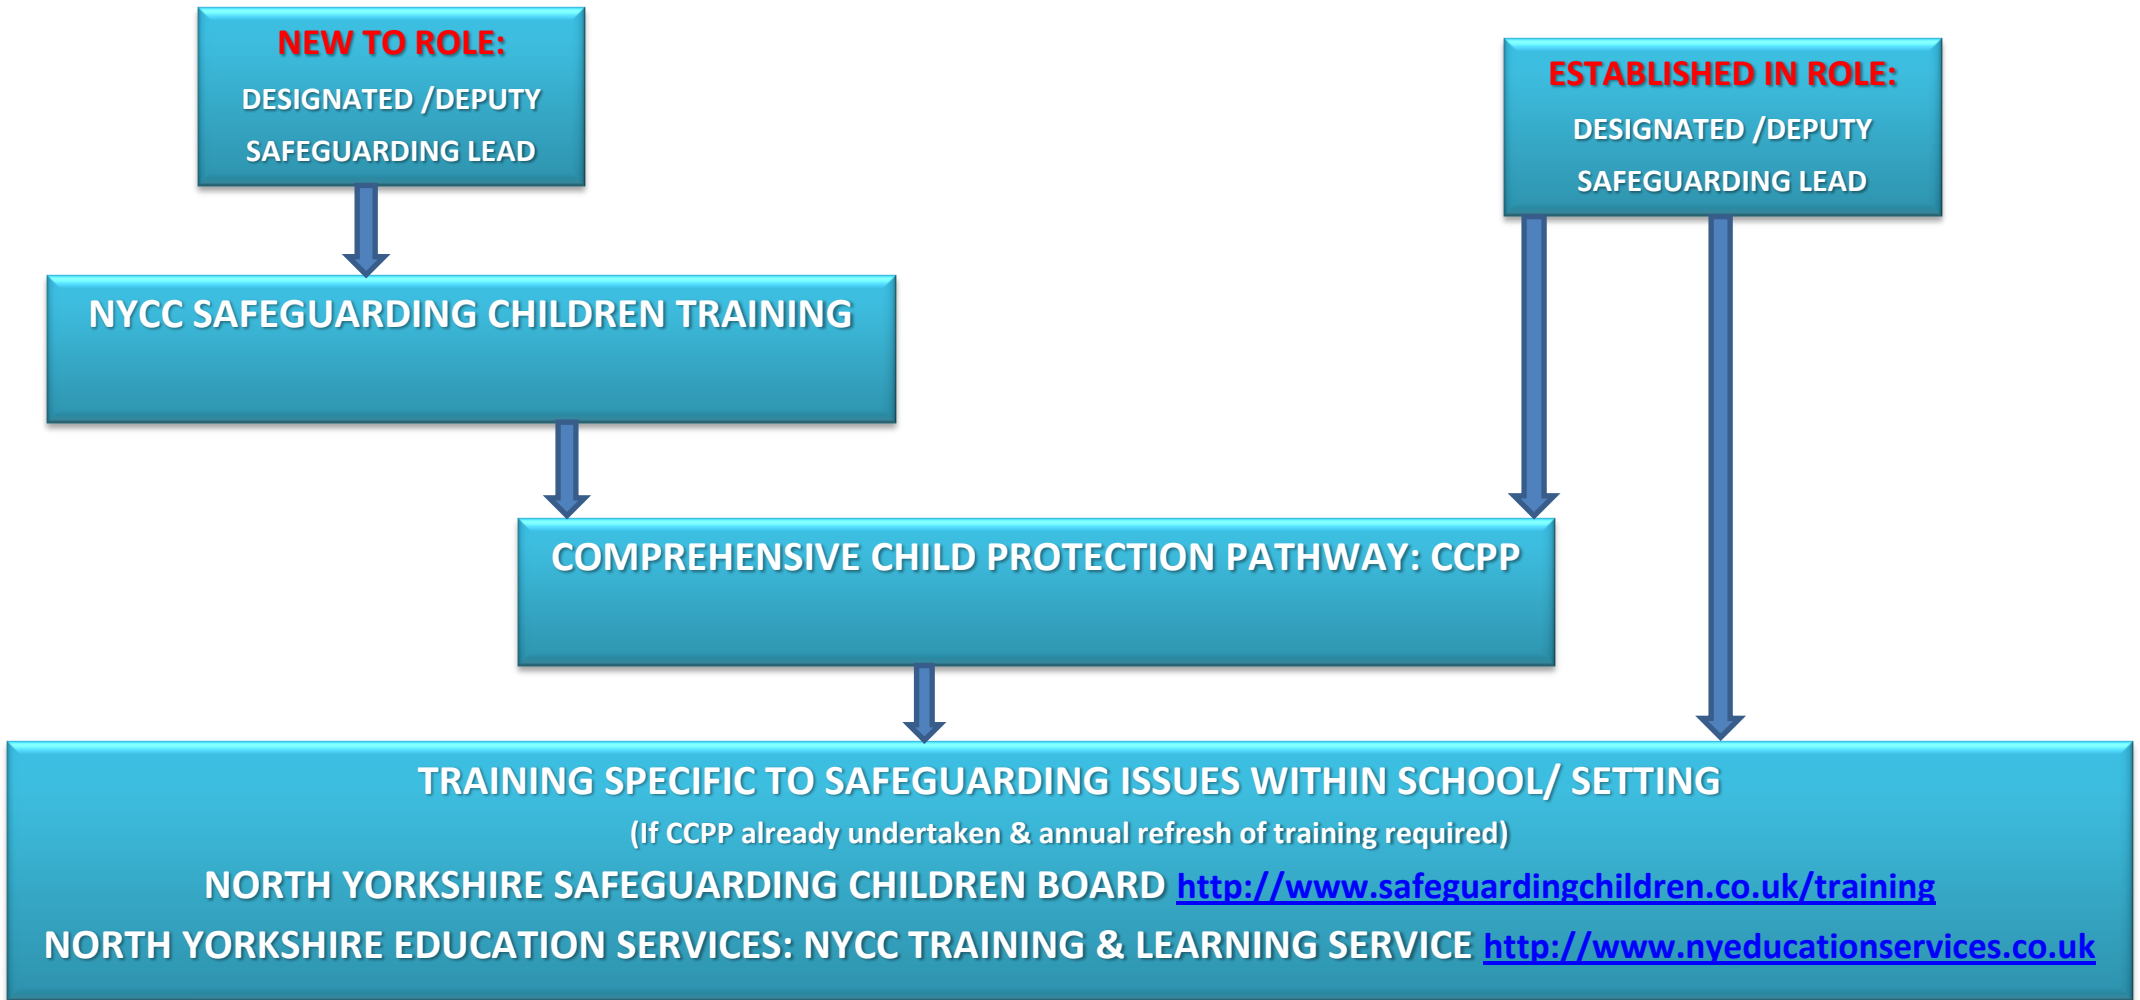 NEW TO ROLE:
DESIGNATED /DEPUTY
SAFEGUARDING LEAD
ESTABLISHED IN ROLE:
DESIGNATED /DEPUTY
SAFEGUARDING LEAD
NYCC SAFEGUARDING CHILDREN TRAINING
COMPREHENSIVE CHILD PROTECTION PATHWAY: CCPP
TRAINING SPECIFIC TO SAFEGUARDING ISSUES WITHIN SCHOOL/ SETTING
(If CCPP already undertaken & annual refresh of training required)
NORTH YORKSHIRE SAFEGUARDING CHILDREN BOARD http://www.safeguardingchildren.co.uk/training
NORTH YORKSHIRE EDUCATION SERVICES: NYCC TRAINING & LEARNING SERVICE http://www.nyeducationservices.co.uk